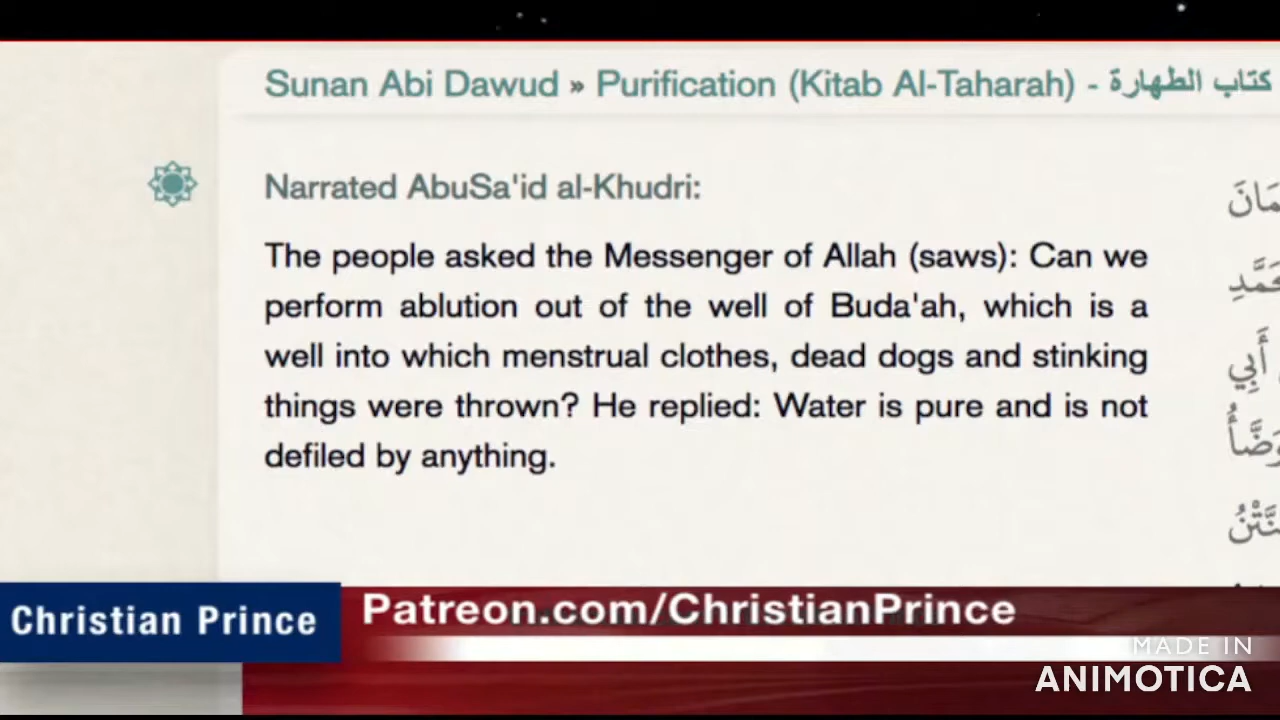 Sunan Abi Dawud » Purification (Kitab Al-Taharah) - كتاب الطهارة
Narrated AbuSa'id al-Khudri:
The people asked the Messenger of Allah (saws): Can we
perform ablution out of the well of Buda'ah, which is a
well into which menstrual clothes, dead dogs and stinking
things were thrown? He replied: Water is pure and is not
defiled by anything.
Christian Prince
Patreon.com/ChristianPrince
MADE IN
ANIMOTICA